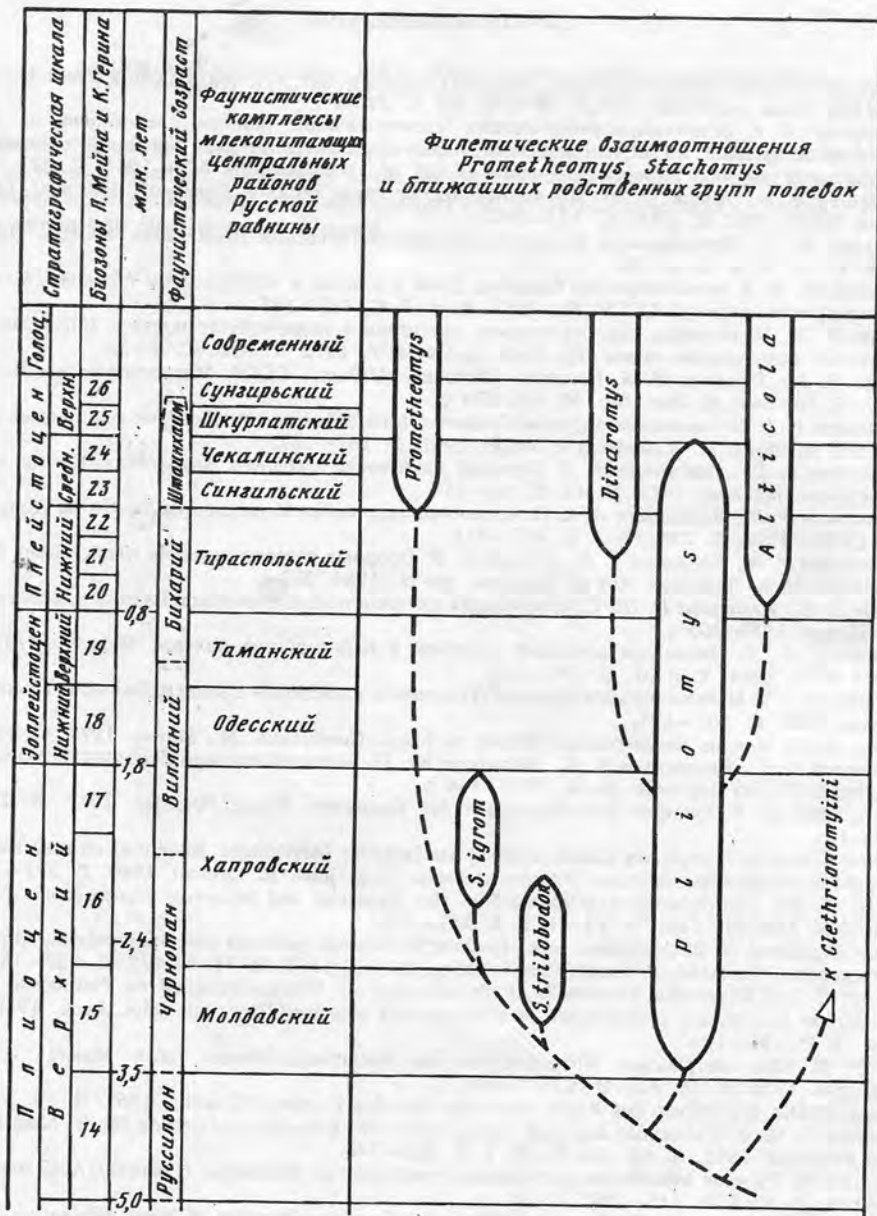 Стратиграфическая шкала
Биозоны П.Мейна и К.Герина
млн. лет
Фаунистический возраст
Фаунистические
комплексы
млекопитающих
центральных
районов
Русской
равнины
Филетические взаимоотношения
Prometheomys, Stachomys
и ближайших родственных групп полевок
Голоц.
Плейстоцен
Верхн.
Средн.
Нижний
Эоплейстоцен
Верхний
Нижний
Плиоцен
Верхний
26
25
24
23
22
21
20
19
18
17
16
15
14
0,8
1,8
2,4
3,5
5,0
Штаинхаим
Бихарий
Вилланий
Чарнотан
Руссинон
Современный
Сунгирьский
Шкурлатский
Чекалинский
Сингильский
Тираспольский
Таманский
Одесский
Хапровский
Молдавский
Prometheomys
S. igrom
S. trilobodon
Dinaromys
Pliomys
Alticola
к Clethrionomyini